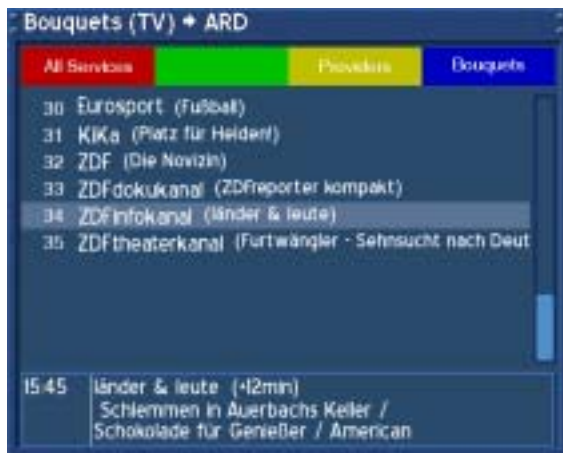 Bouquets (TV) → ARD
All Services Providers Bouquets
30 Eurosport (Fußball)
31 KiKa (Platz für Helden!)
32 ZDF (Die Novizin)
33 ZDFdokukanal (ZDFreporter kompakt)
34 ZDFinfokanal (länder & leute)
35 ZDFtheaterkanal (Furtwängler - Sehnsucht nach Deut
15:45 länder & leute (+12min)
Schlemmen in Auerbachs Keller /
Schokolade für Genießer / American